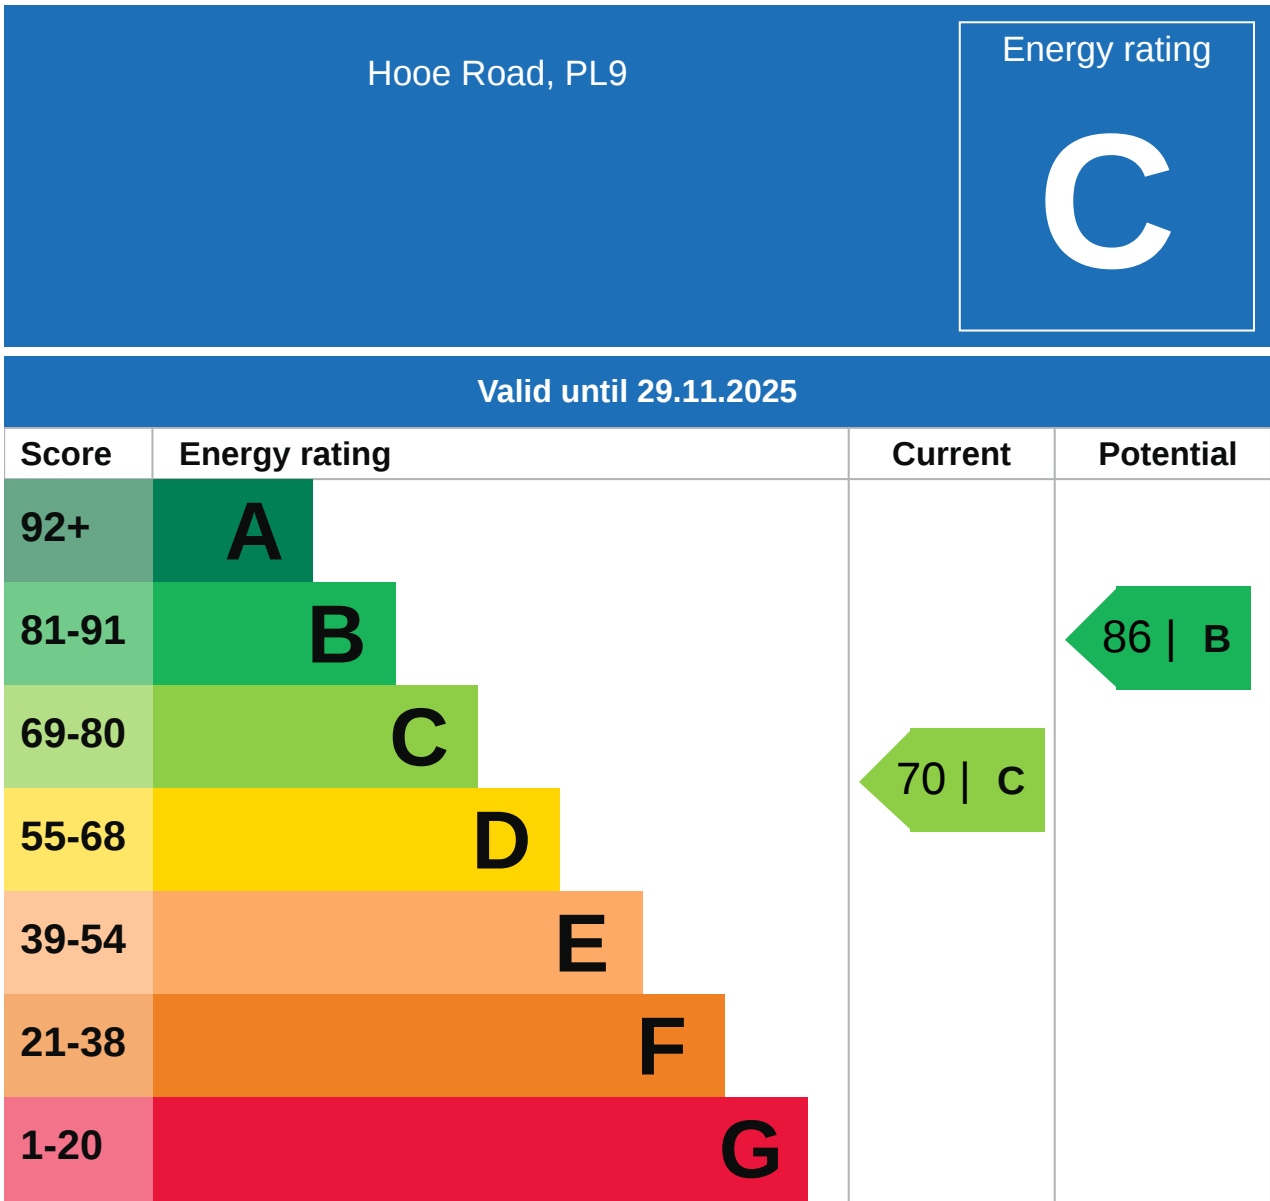 Hooe Road, PL9
Energy rating
C
Valid until 29.11.2025
Score Energy rating Current Potential
92+ A
81-91 B 86 | B
69-80 C 70 | C
55-68 D
39-54 E
21-38 F
1-20 G